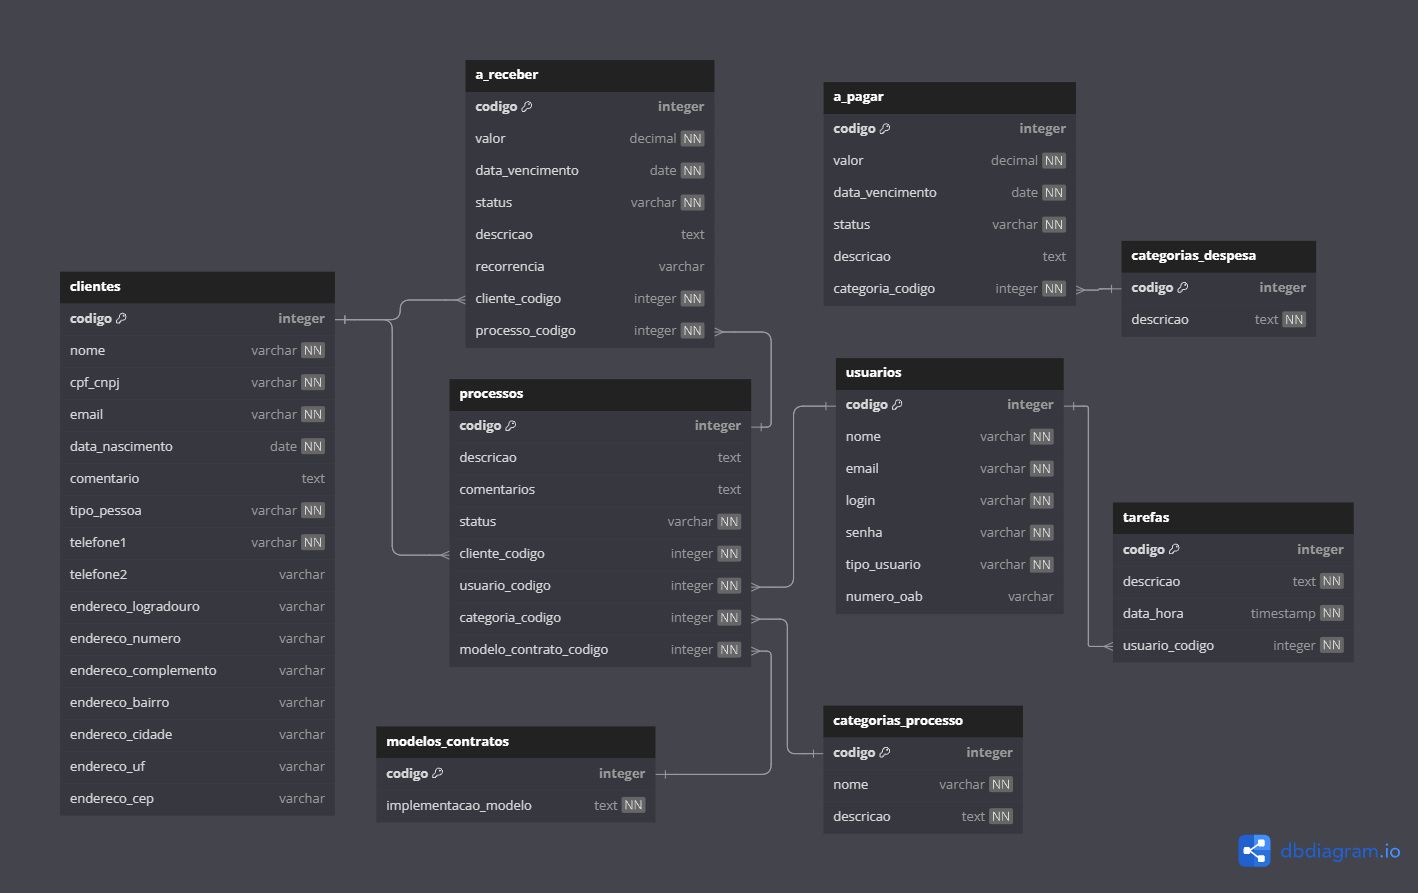 a_receber
codigo integer
valor decimal NN
data_vencimento date NN
status varchar NN
descricao text
recorrencia varchar
cliente_codigo integer NN
processo_codigo integer NN
a_pagar
codigo integer
valor decimal NN
data_vencimento date NN
status varchar NN
descricao text
categoria_codigo integer NN
categorias_despesa
codigo integer
descricao text NN
clientes
codigo integer
nome varchar NN
cpf_cnpj varchar NN
email varchar NN
data_nascimento date NN
comentario text
tipo_pessoa varchar NN
telefone1 varchar NN
telefone2 varchar
endereco_logradouro varchar
endereco_numero varchar
endereco_complemento varchar
endereco_bairro varchar
endereco_cidade varchar
endereco_uf varchar
endereco_cep varchar
processos
codigo integer
descricao text
comentarios text
status varchar NN
cliente_codigo integer NN
usuario_codigo integer NN
categoria_codigo integer NN
modelo_contrato_codigo integer NN
usuarios
codigo integer
nome varchar NN
email varchar NN
login varchar NN
senha varchar NN
tipo_usuario varchar NN
numero_oab varchar
tarefas
codigo integer
descricao text NN
data_hora timestamp NN
usuario_codigo integer NN
modelos_contratos
codigo integer
implementacao_modelo text NN
categorias_processo
codigo integer
nome varchar NN
descricao text NN
dbdiagram.io